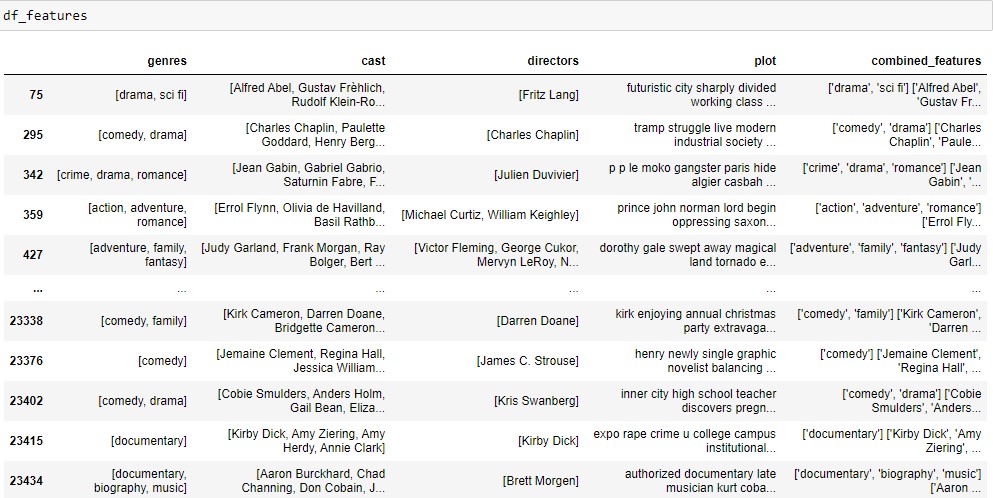 df_features
genres cast directors plot combined_features
75 [drama, sci fi] [Alfred Abel, Gustav Frèhlich, Rudolf Klein-Ro... [Fritz Lang] futuristic city sharply divided working class ... ['drama', 'sci fi'] ['Alfred Abel', 'Gustav Fr...
295 [comedy, drama] [Charles Chaplin, Paulette Goddard, Henry Berg... [Charles Chaplin] tramp struggle live modern industrial society ... ['comedy', 'drama'] ['Charles Chaplin', 'Paule...
342 [crime, drama, romance] [Jean Gabin, Gabriel Gabrio, Saturnin Fabre, F... [Julien Duvivier] p p le moko gangster paris hide algier casbah ... ['crime', 'drama', 'romance'] ['Jean Gabin', '...
359 [action, adventure, romance] [Errol Flynn, Olivia de Havilland, Basil Rathb... [Michael Curtiz, William Keighley] prince john norman lord begin oppressing saxon... ['action', 'adventure', 'romance'] ['Errol Fly...
427 [adventure, family, fantasy] [Judy Garland, Frank Morgan, Ray Bolger, Bert ... [Victor Fleming, George Cukor, Mervyn LeRoy, N... dorothy gale swept away magical land tornado e... ['adventure', 'family', 'fantasy'] ['Judy Garl...
... ... ... ... ... ...
23338 [comedy, family] [Kirk Cameron, Darren Doane, Bridgette Cameron... [Darren Doane] kirk enjoying annual christmas party extravaga... ['comedy', 'family'] ['Kirk Cameron', 'Darren ...
23376 [comedy] [Jemaine Clement, Regina Hall, Jessica William... [James C. Strouse] henry newly single graphic novelist balancing ... ['comedy'] ['Jemaine Clement', 'Regina Hall', ...
23402 [comedy, drama] [Cobie Smulders, Anders Holm, Gail Bean, Eliza... [Kris Swanberg] inner city high school teacher discovers pregn... ['comedy', 'drama'] ['Cobie Smulders', 'Anders...
23415 [documentary] [Kirby Dick, Amy Ziering, Amy Herdy, Annie Clark] [Kirby Dick] expo rape crime u college campus institutional... ['documentary'] ['Kirby Dick', 'Amy Ziering', ...
23434 [documentary, biography, music] [Aaron Burckhard, Chad Channing, Don Cobain, J... [Brett Morgen] authorized documentary late musician kurt coba... ['documentary', 'biography', 'music'] ['Aaron ...